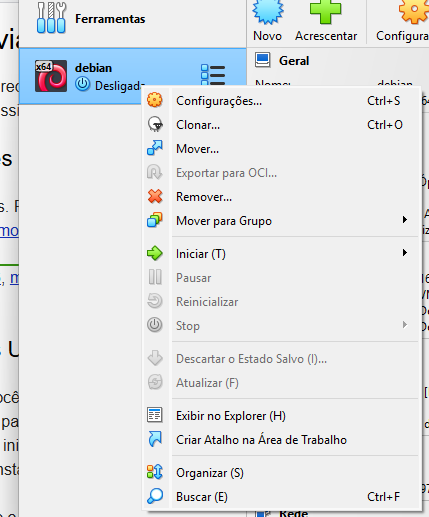 Ferramentas
Novo
Acrescentar
x64
debian
Desligada
Geral
Nome:
debian
Configurações... Ctrl+S
Clonar... Ctrl+O
Mover...
Exportar para OCI...
Remover...
Mover para Grupo
Iniciar (T)
Pausar
Reinicializar
Stop
Descartar o Estado Salvo (I)...
Atualizar (F)
Exibir no Explorer (H)
Criar Atalho na Área de Trabalho
Organizar (S)
Buscar (E) Ctrl+F
Rede